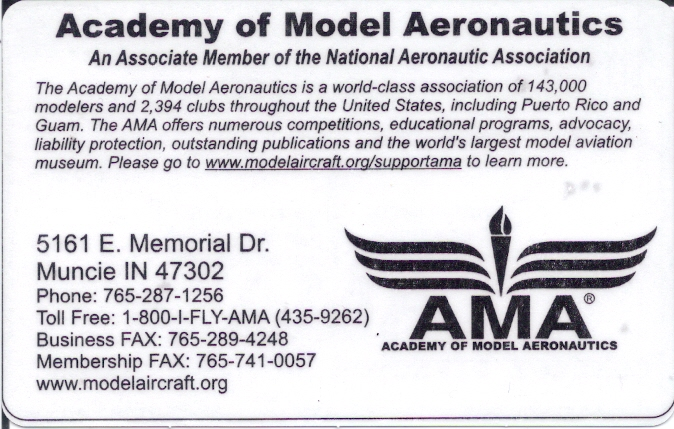 Academy of Model Aeronautics
An Associate Member of the National Aeronautic Association
The Academy of Model Aeronautics is a world-class association of 143,000
modelers and 2,394 clubs throughout the United States, including Puerto Rico and
Guam. The AMA offers numerous competitions, educational programs, advocacy,
liability protection, outstanding publications and the world's largest model aviation
museum. Please go to www.modelaircraft.org/supportama to learn more.
5161 E. Memorial Dr.
Muncie IN 47302
Phone: 765-287-1256
Toll Free: 1-800-I-FLY-AMA (435-9262)
Business FAX: 765-289-4248
Membership FAX: 765-741-0057
www.modelaircraft.org
AMA®
ACADEMY OF MODEL AERONAUTICS